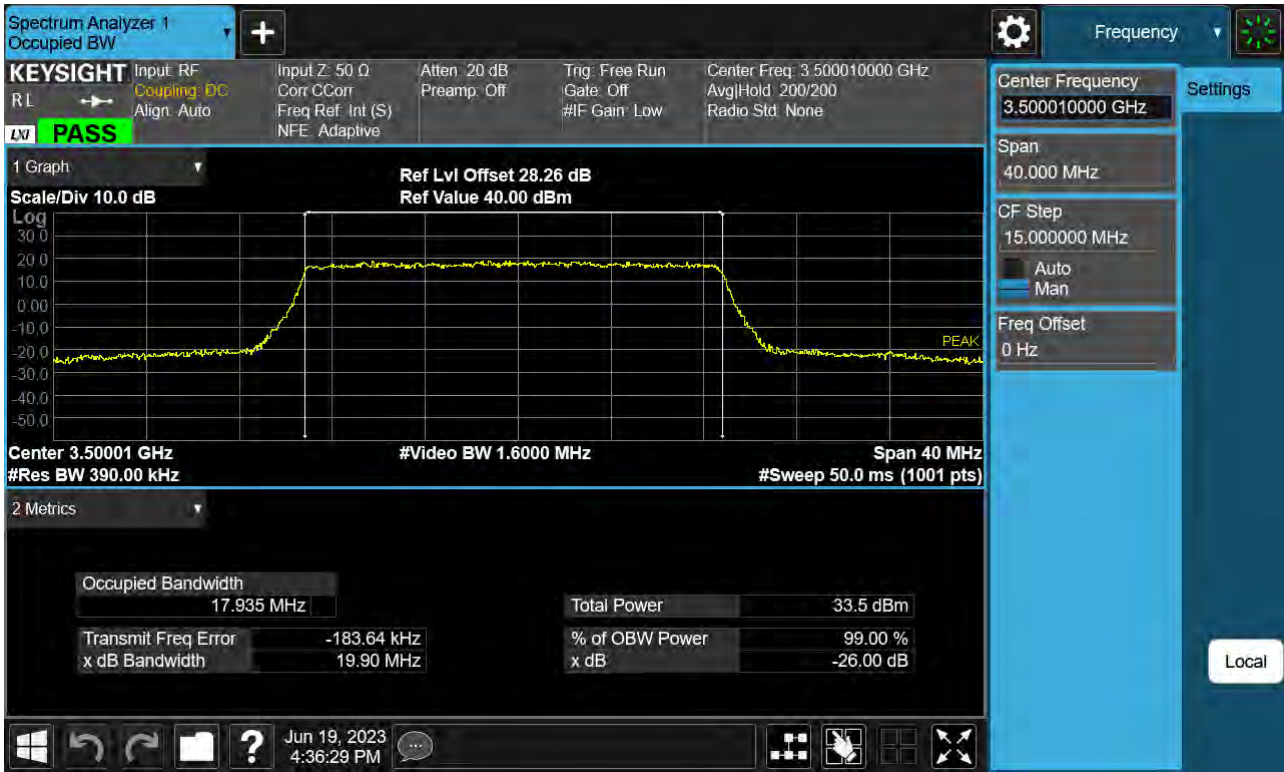 Spectrum Analyzer 1
Occupied BW
+
Frequency
KEYSIGHT
RL
LXI
PASS
Input: RF
Coupling: DC
Align: Auto
Input Z: 50 Ω
Corr CCorr
Freq Ref: Int (S)
NFE: Adaptive
Atten: 20 dB
Preamp: Off
Trig: Free Run
Gate: Off
#IF Gain: Low
Center Freq: 3.500010000 GHz
Avg|Hold: 200/200
Radio Std: None
Center Frequency
3.500010000 GHz
Settings
Span
40.000 MHz
CF Step
15.000000 MHz
Auto
Man
Freq Offset
0 Hz
Local
1 Graph
Scale/Div 10.0 dB
Ref Lvl Offset 28.26 dB
Ref Value 40.00 dBm
Log
30.0
20.0
10.0
0.00
-10.0
-20.0
-30.0
-40.0
-50.0
PEAK
Center 3.50001 GHz
#Video BW 1.6000 MHz
Span 40 MHz
#Res BW 390.00 kHz
#Sweep 50.0 ms (1001 pts)
2 Metrics
Occupied Bandwidth
17.935 MHz
Total Power 33.5 dBm
Transmit Freq Error -183.64 kHz
% of OBW Power 99.00 %
x dB Bandwidth 19.90 MHz
x dB -26.00 dB
?
Jun 19, 2023
4:36:29 PM